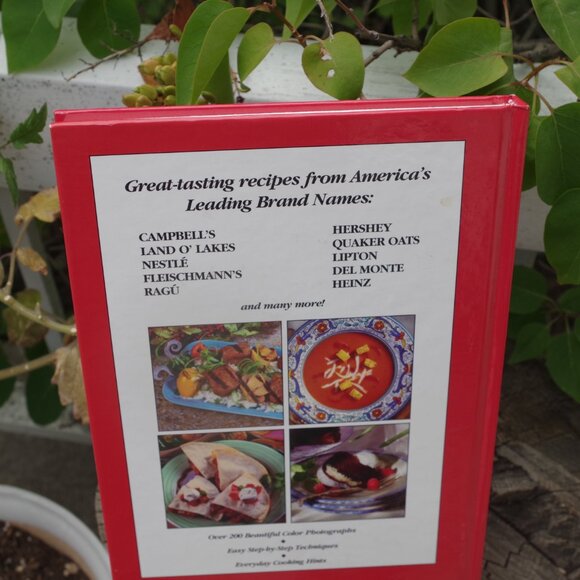 Great-tasting recipes from America's
Leading Brand Names:
CAMPBELL'S
LAND O' LAKES
NESTLÉ
FLEISCHMANN'S
RAGÚ
HERSHEY
QUAKER OATS
LIPTON
DEL MONTE
HEINZ
and many more!
Over 200 Beautiful Color Photographs
Easy Step-by-Step Techniques
Everyday Cooking Hints